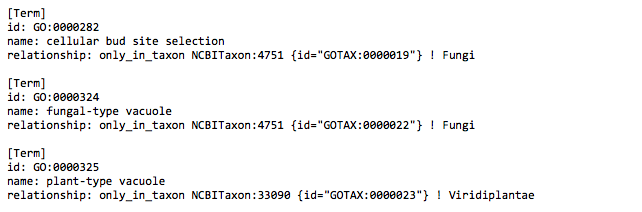 [Term]
id: GO:0000282
name: cellular bud site selection
relationship: only_in_taxon NCBITaxon:4751 {id="GOTAX:0000019"} ! Fungi
[Term]
id: GO:0000324
name: fungal-type vacuole
relationship: only_in_taxon NCBITaxon:4751 {id="GOTAX:0000022"} ! Fungi
[Term]
id: GO:0000325
name: plant-type vacuole
relationship: only_in_taxon NCBITaxon:33090 {id="GOTAX:0000023"} ! Viridiplantae